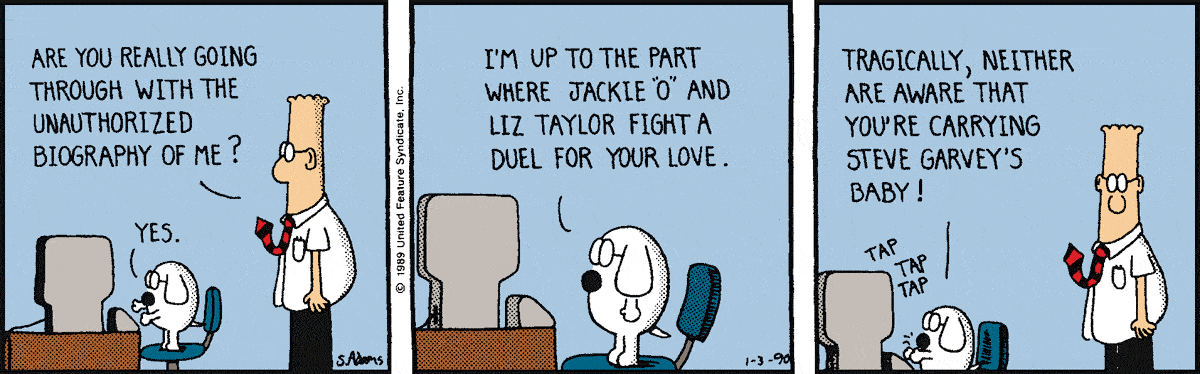 ARE YOU REALLY GOING
THROUGH WITH THE
UNAUTHORIZED
BIOGRAPHY OF ME?
YES.
S.Adams
© 1989 United Feature Syndicate, Inc.
I'M UP TO THE PART
WHERE JACKIE "O" AND
LIZ TAYLOR FIGHT A
DUEL FOR YOUR LOVE.
1-3-90
TRAGICALLY, NEITHER
ARE AWARE THAT
YOU'RE CARRYING
STEVE GARVEY'S
BABY!
TAP
TAP
TAP